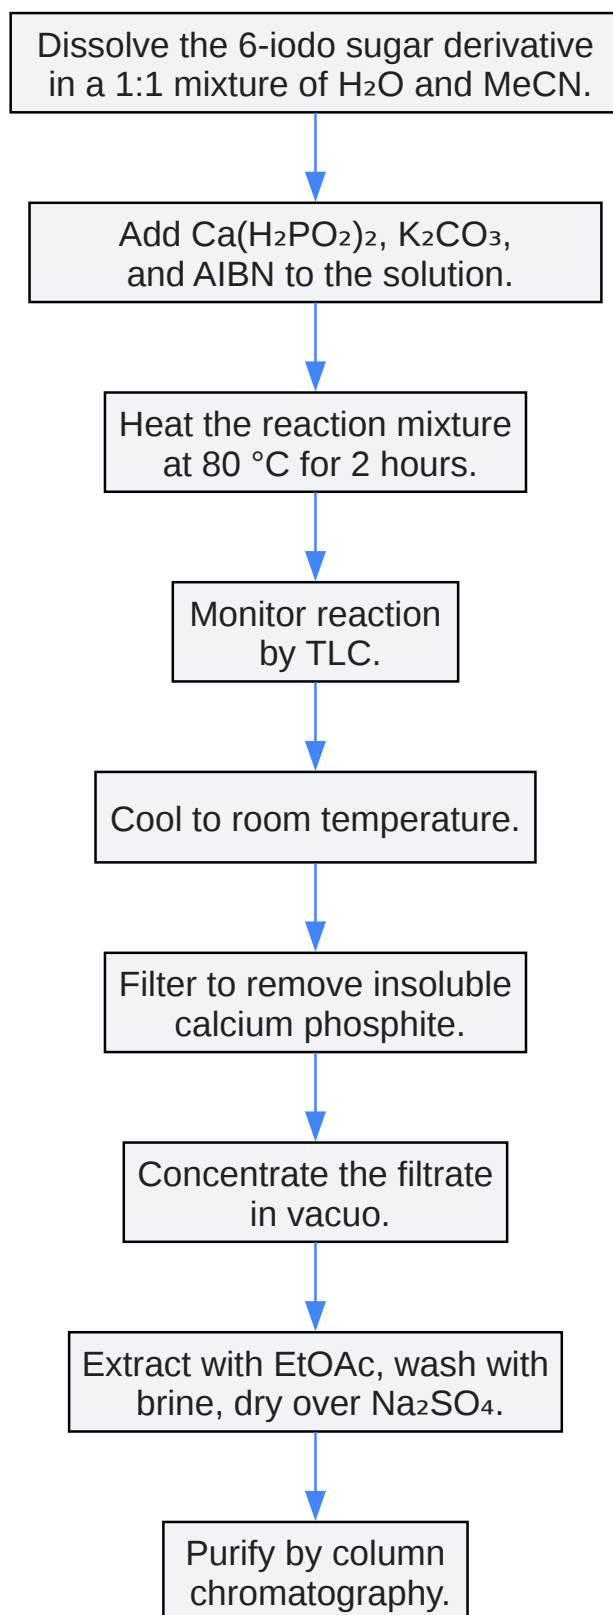 Dissolve the 6-iodo sugar derivative
in a 1:1 mixture of H₂O and MeCN.
Add Ca(H₂PO₂)₂, K₂CO₃,
and AIBN to the solution.
Heat the reaction mixture
at 80 °C for 2 hours.
Monitor reaction
by TLC.
Cool to room temperature.
Filter to remove insoluble
calcium phosphite.
Concentrate the filtrate
in vacuo.
Extract with EtOAc, wash with
brine, dry over Na₂SO₄.
Purify by column
chromatography.